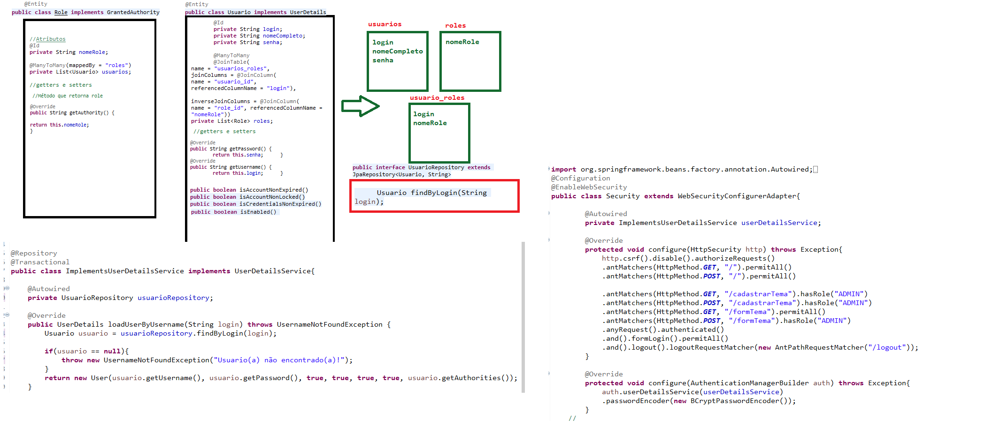 @Entity
public class Role implements GrantedAuthority
//Atributos
@Id
private String nomeRole;
@ManyToMany(mappedBy = "roles")
private List<Usuario> usuarios;
//getters e setters
//Método que retorna role
@Override
public String getAuthority() {
return this.nomeRole;
}
@Entity
public class Usuario implements UserDetails
@Id
private String login;
private String nomeCompleto;
private String senha;
@ManyToMany
@JoinTable(
name = "usuarios_roles",
joinColumns = @JoinColumn(
name = "usuario_id",
referencedColumnName = "login"),
inverseJoinColumns = @JoinColumn(
name = "role_id", referencedColumnName =
"nomeRole"))
private List<Role> roles;
//getters e setters
@Override
public String getPassword() {
return this.senha; }
@Override
public String getUsername() {
return this.login; }
public boolean isAccountNonExpired()
public boolean isAccountNonLocked()
public boolean isCredentialsNonExpired()
public boolean isEnabled()
usuarios
login
nomeCompleto
senha
roles
nomeRole
usuario_roles
login
nomeRole
public interface UsuarioRepository extends
JpaRepository<Usuario, String>
Usuario findByLogin(String
login);
@Repository
@Transactional
public class ImplementsUserDetailsService implements UserDetailsService{
@Autowired
private UsuarioRepository usuarioRepository;
@Override
public UserDetails loadUserByUsername(String login) throws UsernameNotFoundException {
Usuario usuario = usuarioRepository.findByLogin(login);
if(usuario == null){
throw new UsernameNotFoundException("Usuario(a) não encontrado(a)!");
}
return new User(usuario.getUsername(), usuario.getPassword(), true, true, true, true, usuario.getAuthorities());
}
import org.springframework.beans.factory.annotation.Autowired;
@Configuration
@EnableWebSecurity
public class Security extends WebSecurityConfigurerAdapter{
@Autowired
private ImplementsUserDetailsService userDetailsService;
@Override
protected void configure(HttpSecurity http) throws Exception{
http.csrf().disable().authorizeRequests()
.antMatchers(HttpMethod.GET, "/").permitAll()
.antMatchers(HttpMethod.POST, "/").permitAll()
.antMatchers(HttpMethod.GET, "/cadastrarTema").hasRole("ADMIN")
.antMatchers(HttpMethod.POST, "/cadastrarTema").hasRole("ADMIN")
.antMatchers(HttpMethod.GET, "/formTema").permitAll()
.antMatchers(HttpMethod.POST, "/formTema").hasRole("ADMIN")
.anyRequest().authenticated()
.and().formLogin().permitAll()
.and().logout().logoutRequestMatcher(new AntPathRequestMatcher("/logout"));
}
@Override
protected void configure(AuthenticationManagerBuilder auth) throws Exception{
auth.userDetailsService(userDetailsService)
.passwordEncoder(new BCryptPasswordEncoder());
}
//